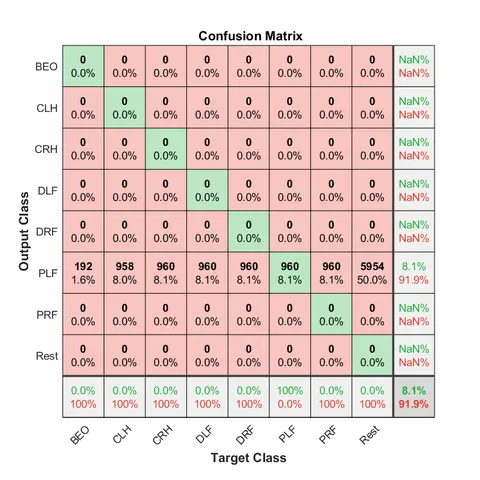 Confusion Matrix
BEO 0 0 0 0 0 0 0 0 NaN%
0.0% 0.0% 0.0% 0.0% 0.0% 0.0% 0.0% 0.0% NaN%
CLH 0 0 0 0 0 0 0 0 NaN%
0.0% 0.0% 0.0% 0.0% 0.0% 0.0% 0.0% 0.0% NaN%
CRH 0 0 0 0 0 0 0 0 NaN%
0.0% 0.0% 0.0% 0.0% 0.0% 0.0% 0.0% 0.0% NaN%
DLF 0 0 0 0 0 0 0 0 NaN%
0.0% 0.0% 0.0% 0.0% 0.0% 0.0% 0.0% 0.0% NaN%
DRF 0 0 0 0 0 0 0 0 NaN%
0.0% 0.0% 0.0% 0.0% 0.0% 0.0% 0.0% 0.0% NaN%
PLF 192 958 960 960 960 960 960 5954 8.1%
1.6% 8.0% 8.1% 8.1% 8.1% 8.1% 8.1% 50.0% 91.9%
PRF 0 0 0 0 0 0 0 0 NaN%
0.0% 0.0% 0.0% 0.0% 0.0% 0.0% 0.0% 0.0% NaN%
Rest 0 0 0 0 0 0 0 0 NaN%
0.0% 0.0% 0.0% 0.0% 0.0% 0.0% 0.0% 0.0% NaN%
0.0% 0.0% 0.0% 0.0% 0.0% 100% 0.0% 0.0% 8.1%
100% 100% 100% 100% 100% 0.0% 100% 100% 91.9%
BEO CLH CRH DLF DRF PLF PRF Rest
Target Class
Output Class